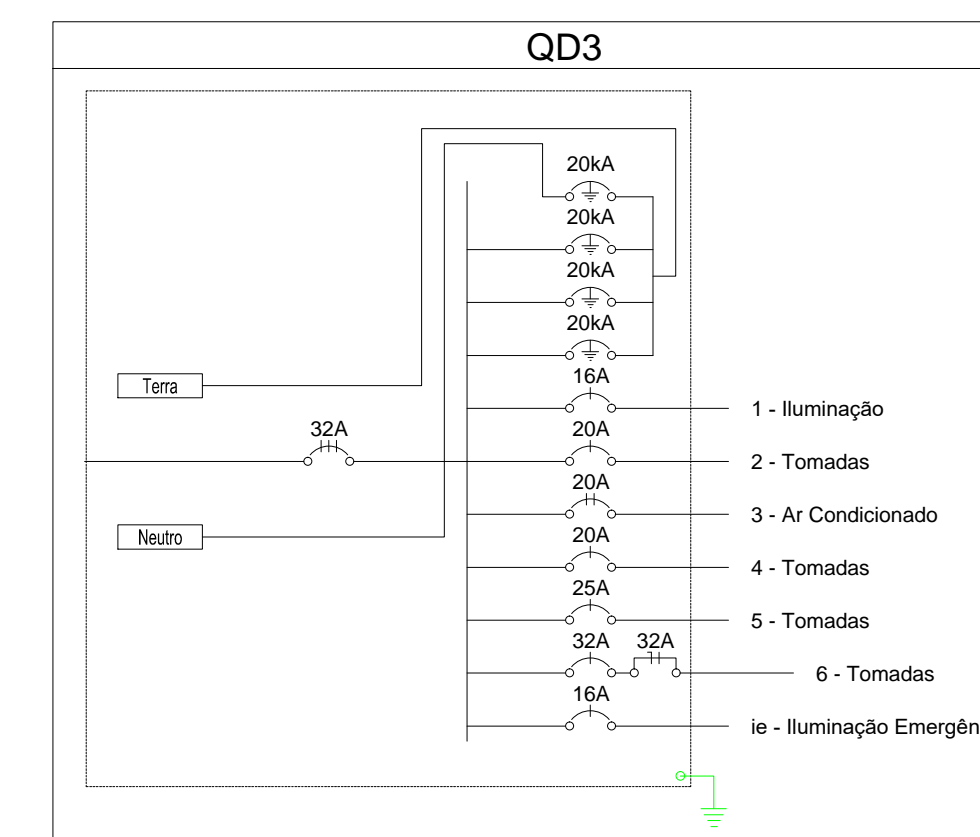 QD3
20kA
20kA
20kA
20kA
Terra
16A
1 - Iluminação
32A
20A
2 - Tomadas
20A
3 - Ar Condicionado
Neutro
20A
4 - Tomadas
25A
5 - Tomadas
32A 32A
6 - Tomadas
16A
ie - Iluminação Emergên